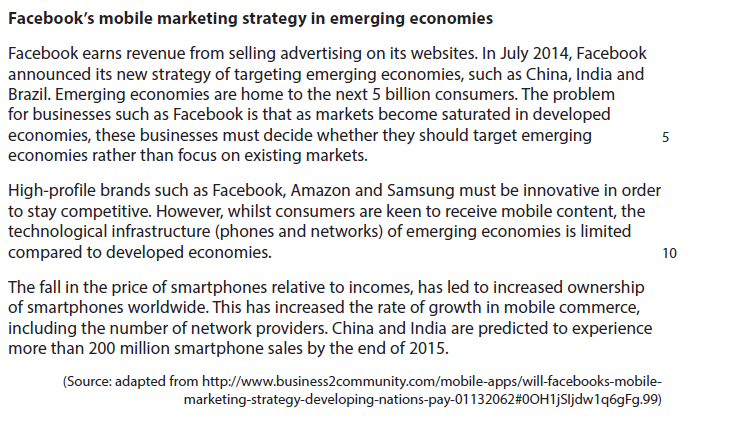 Facebook’s mobile marketing strategy in emerging economies
Facebook earns revenue from selling advertising on its websites. In July 2014, Facebook
announced its new strategy of targeting emerging economies, such as China, India and
Brazil. Emerging economies are home to the next 5 billion consumers. The problem
for businesses such as Facebook is that as markets become saturated in developed
economies, these businesses must decide whether they should target emerging 5
economies rather than focus on existing markets.
High-profile brands such as Facebook, Amazon and Samsung must be innovative in order
to stay competitive. However, whilst consumers are keen to receive mobile content, the
technological infrastructure (phones and networks) of emerging economies is limited
compared to developed economies. 10
The fall in the price of smartphones relative to incomes, has led to increased ownership
of smartphones worldwide. This has increased the rate of growth in mobile commerce,
including the number of network providers. China and India are predicted to experience
more than 200 million smartphone sales by the end of 2015.
(Source: adapted from http://www.business2community.com/mobile-apps/will-facebooks-mobile-
marketing-strategy-developing-nations-pay-01132062#0OH1jSljdw1q6gFg.99)